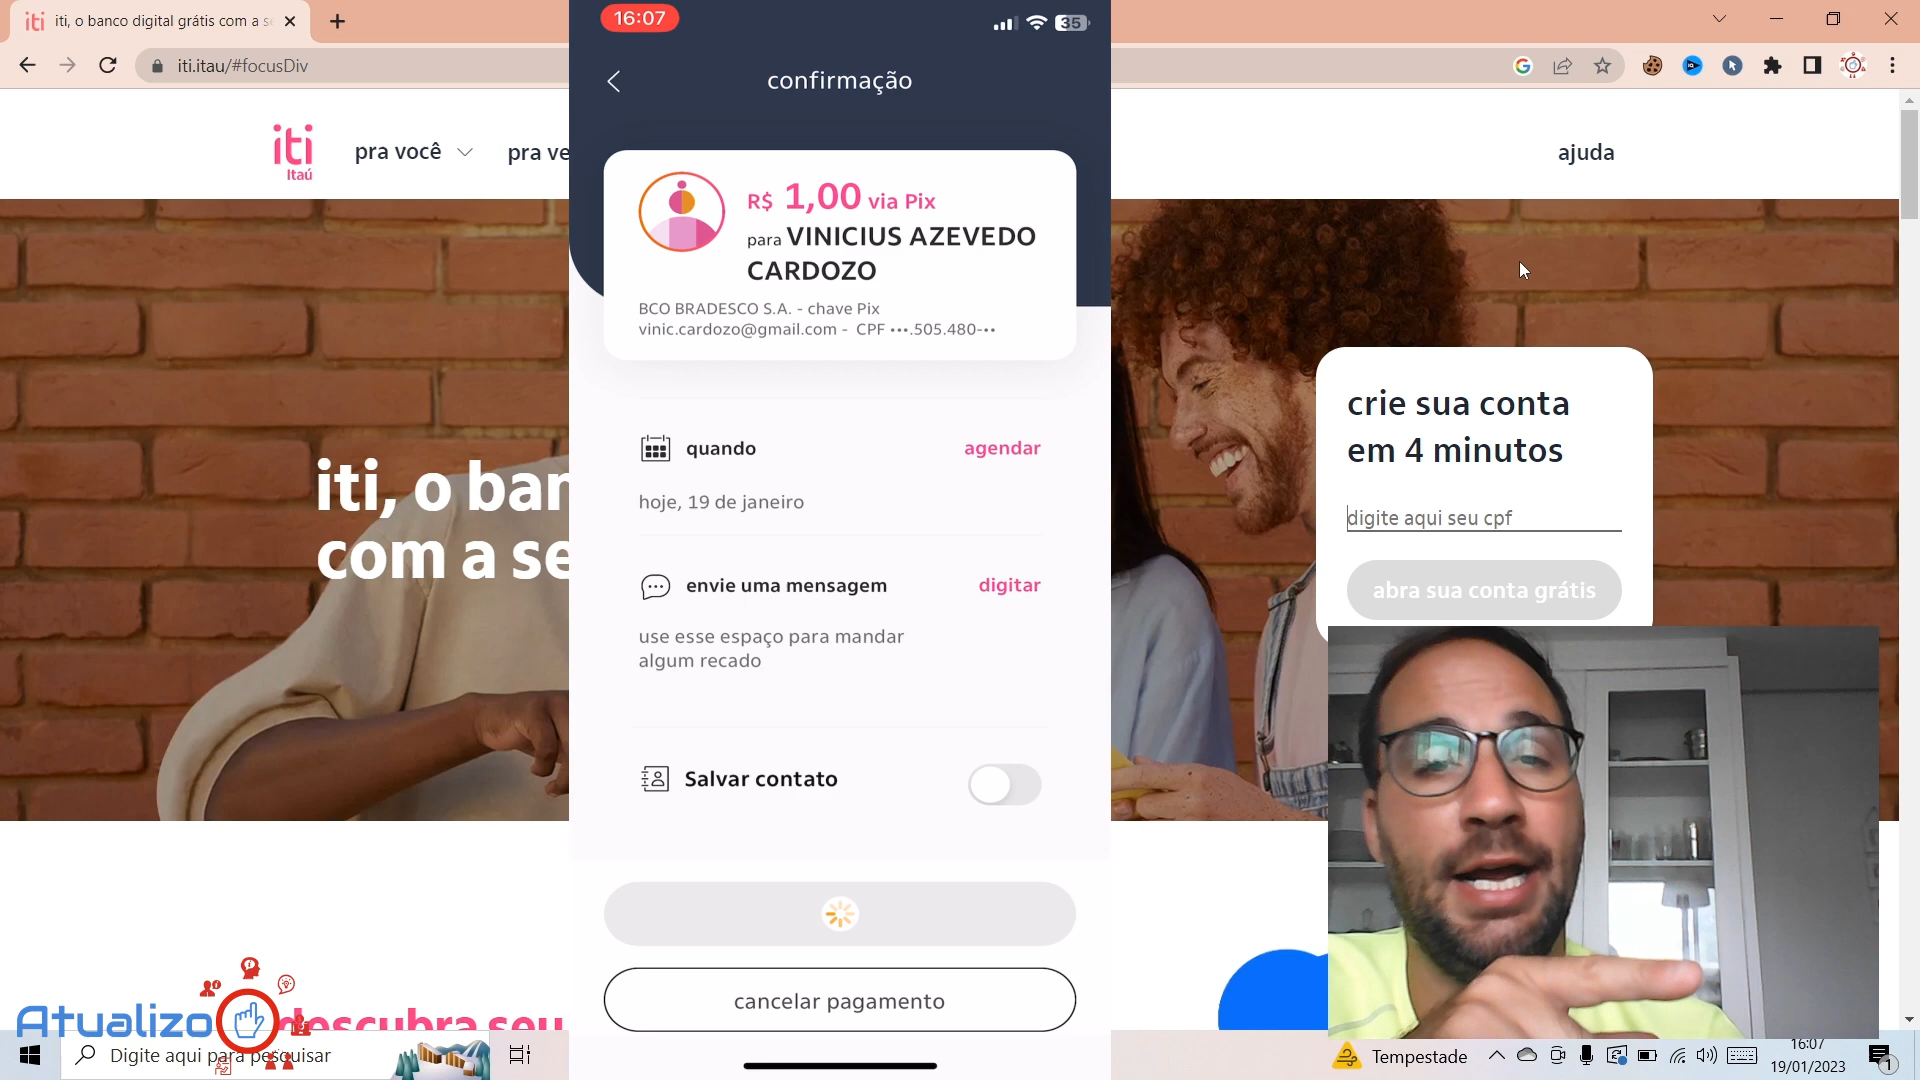 iti, o banco digital grátis com a se
iti.itau/#focusDiv
iti
Itaú
pra você
pra ve
ajuda
iti, o ban
com a se
crie sua conta
em 4 minutos
digite aqui seu cpf
abra sua conta grátis
descubra seu
16:07
35
confirmação
R$ 1,00 via Pix
para VINICIUS AZEVEDO
CARDOZO
BCO BRADESCO S.A. - chave Pix
vinic.cardozo@gmail.com - CPF •••.505.480-••
quando
agendar
hoje, 19 de janeiro
envie uma mensagem
digitar
use esse espaço para mandar
algum recado
Salvar contato
cancelar pagamento
Atualizo
Digite aqui para pesquisar
Tempestade
16:07
19/01/2023
1